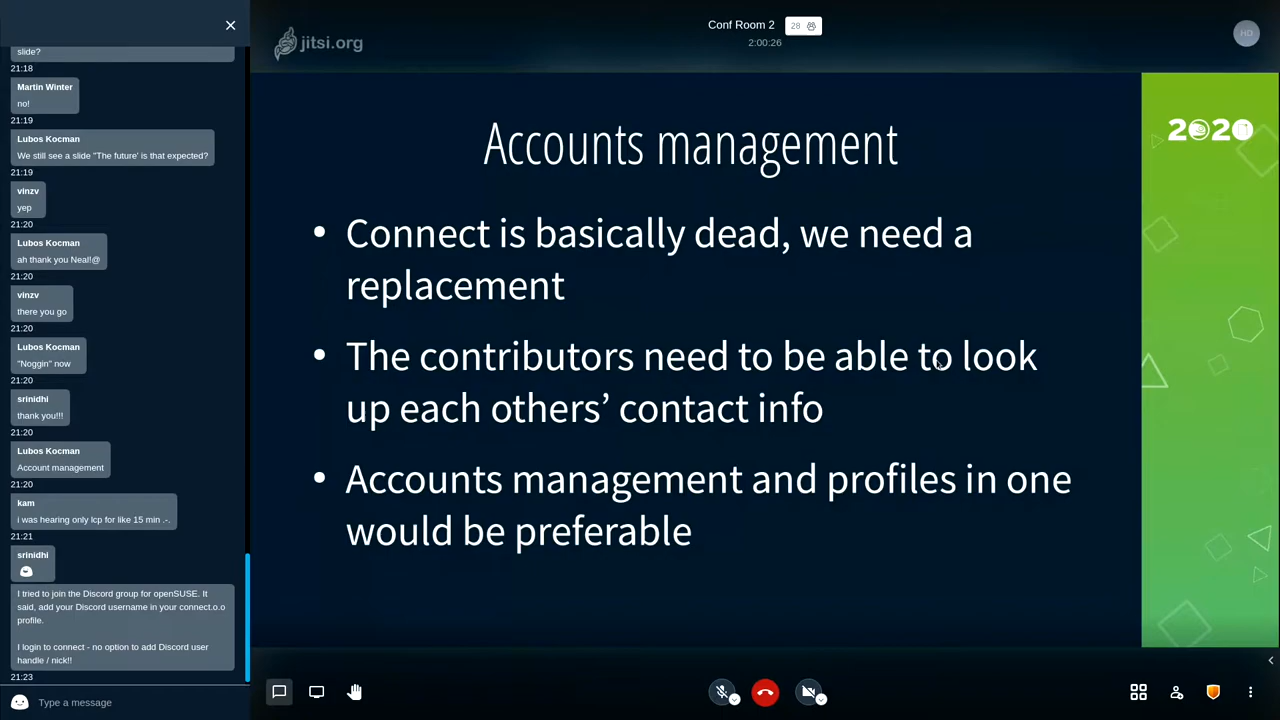 slide?
21:18
Martin Winter
no!
21:19
Lubos Kocman
We still see a slide "The future' is that expected?
21:19
vinzv
yep
21:20
Lubos Kocman
ah thank you Neal!@
21:20
vinzv
there you go
21:20
Lubos Kocman
"Noggin" now
21:20
srinidhi
thank you!!!
21:20
Lubos Kocman
Account management
21:20
kam
i was hearing only lcp for like 15 min .-.
21:21
srinidhi
I tried to join the Discord group for openSUSE. It
said, add your Discord username in your connect.o.o
profile.
I login to connect - no option to add Discord user
handle / nick!!
21:23
Type a message
jitsi.org
Conf Room 2
28
2:00:26
HD
Accounts management
• Connect is basically dead, we need a
replacement
• The contributors need to be able to look
up each others’ contact info
• Accounts management and profiles in one
would be preferable
2020